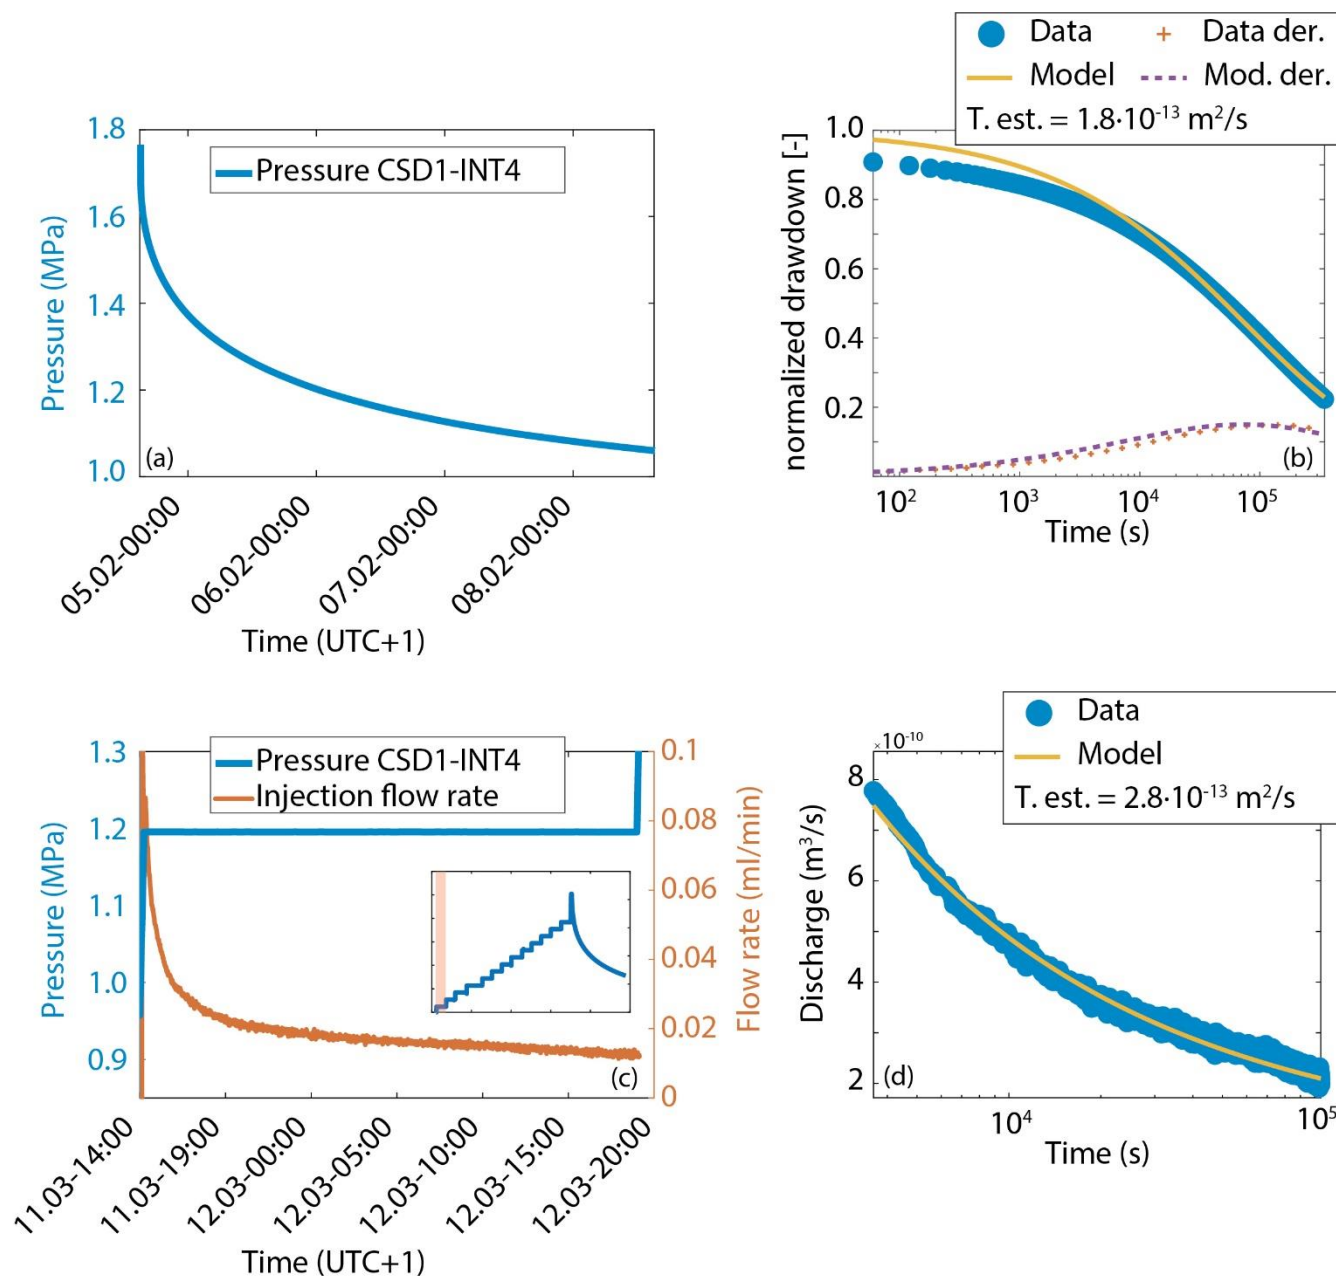 1.8
1.6
1.4
1.2
1.0
Pressure (MPa)
Pressure CSD1-INT4
(a)
05.02-00:00
06.02-00:00
07.02-00:00
08.02-00:00
Time (UTC+1)
Data
Data der.
Model
Mod. der.
T. est. = 1.8·10⁻¹³ m²/s
1.0
0.8
0.6
0.4
0.2
normalized drawdown [-]
(b)
10²
10³
10⁴
10⁵
Time (s)
1.3
1.2
1.1
1.0
0.9
Pressure (MPa)
Pressure CSD1-INT4
Injection flow rate
0.1
0.08
0.06
0.04
0.02
0
Flow rate (ml/min)
(c)
11.03-14:00
11.03-19:00
12.03-00:00
12.03-05:00
12.03-10:00
12.03-15:00
12.03-20:00
Time (UTC+1)
Data
Model
T. est. = 2.8·10⁻¹³ m²/s
×10⁻¹⁰
8
6
4
2
Discharge (m³/s)
(d)
10⁴
10⁵
Time (s)